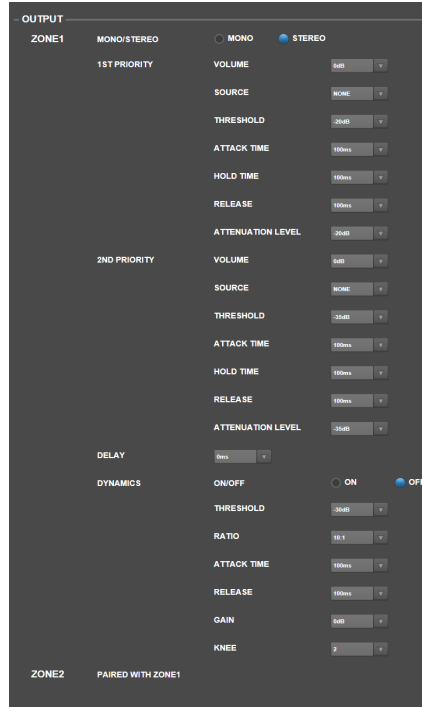 OUTPUT
ZONE1 MONO/STEREO MONO STEREO
1ST PRIORITY VOLUME 0dB
SOURCE NONE
THRESHOLD -20dB
ATTACK TIME 100ms
HOLD TIME 100ms
RELEASE 100ms
ATTENUATION LEVEL -20dB
2ND PRIORITY VOLUME 0dB
SOURCE NONE
THRESHOLD -35dB
ATTACK TIME 100ms
HOLD TIME 100ms
RELEASE 100ms
ATTENUATION LEVEL -35dB
DELAY 0ms
DYNAMICS ON/OFF ON OFF
THRESHOLD -30dB
RATIO 10:1
ATTACK TIME 100ms
RELEASE 100ms
GAIN 0dB
KNEE 2
ZONE2 PAIRED WITH ZONE1